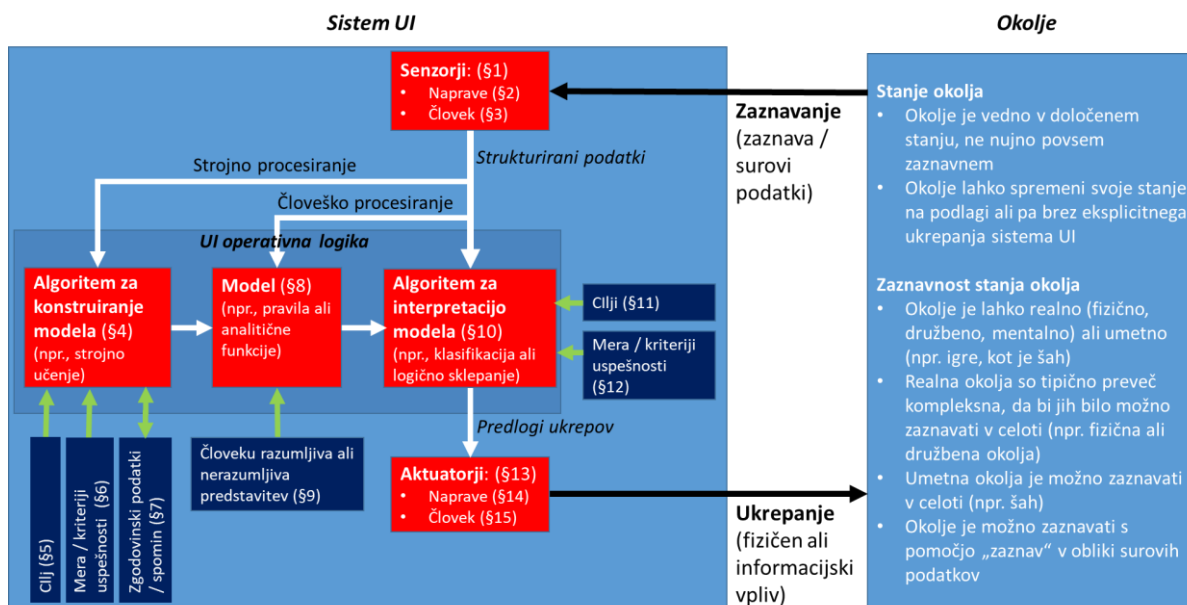 Sistem UI
Okolje
Senzorji: (§1)
• Naprave (§2)
• Človek (§3)
Zaznavanje
(zaznava /
surovi
podatki)
Strukturirani podatki
Strojno procesiranje
Človeško procesiranje
UI operativna logika
Algoritem za
konstruiranje
modela (§4)
(npr., strojno
učenje)
Model (§8)
(npr., pravila ali
analitične
funkcije)
Algoritem za
interpretacijo
modela (§10)
(npr., klasifikacija ali
logično sklepanje)
CIlji (§11)
Mera / kriteriji
uspešnosti
(§12)
CIlj (§5)
Mera / kriteriji
uspešnosti (§6)
Zgodovinski podatki
/ spomin (§7)
Človeku razumljiva ali
nerazumljiva
predstavitev (§9)
Predlogi ukrepov
Aktuatorji: (§13)
• Naprave (§14)
• Človek (§15)
Ukrepanje
(fizičen ali
informacijski
vpliv)
Stanje okolja
• Okolje je vedno v določenem
stanju, ne nujno povsem
zaznavnem
• Okolje lahko spremeni svoje stanje
na podlagi ali pa brez eksplicitnega
ukrepanja sistema UI
Zaznavnost stanja okolja
• Okolje je lahko realno (fizično,
družbeno, mentalno) ali umetno
(npr. igre, kot je šah)
• Realna okolja so tipično preveč
kompleksna, da bi jih bilo možno
zaznavati v celoti (npr. fizična ali
družbena okolja)
• Umetna okolja je možno zaznavati
v celoti (npr. šah)
• Okolje je možno zaznavati s
pomočjo „zaznav“ v obliki surovih
podatkov